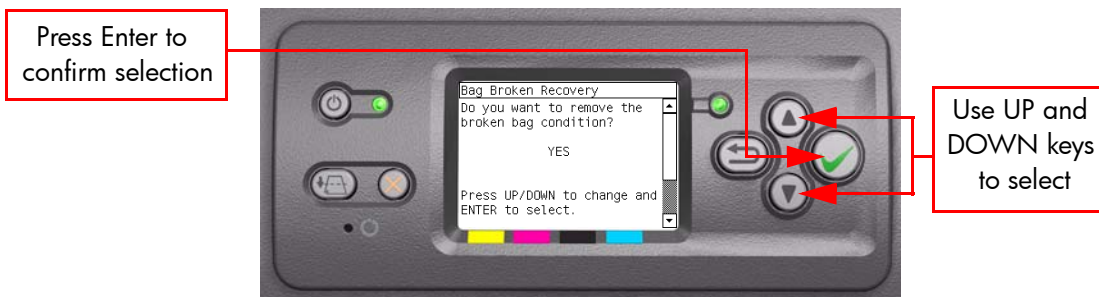 Press Enter to
confirm selection
Bag Broken Recovery
Do you want to remove the
broken bag condition?
YES
Press UP/DOWN to change and
ENTER to select.
Use UP and
DOWN keys
to select